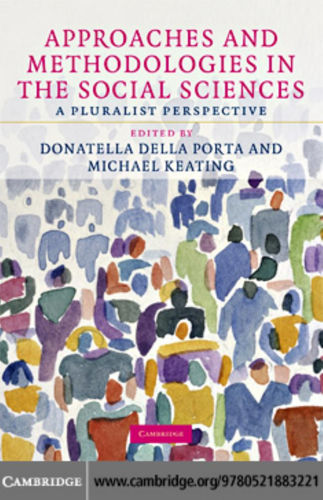 APPROACHES AND
METHODOLOGIES IN
THE SOCIAL SCIENCES
A PLURALIST PERSPECTIVE
EDITED BY
DONATELLA DELLA PORTA AND
MICHAEL KEATING
CAMBRIDGE
CAMBRIDGE
www.cambridge.org/9780521883221